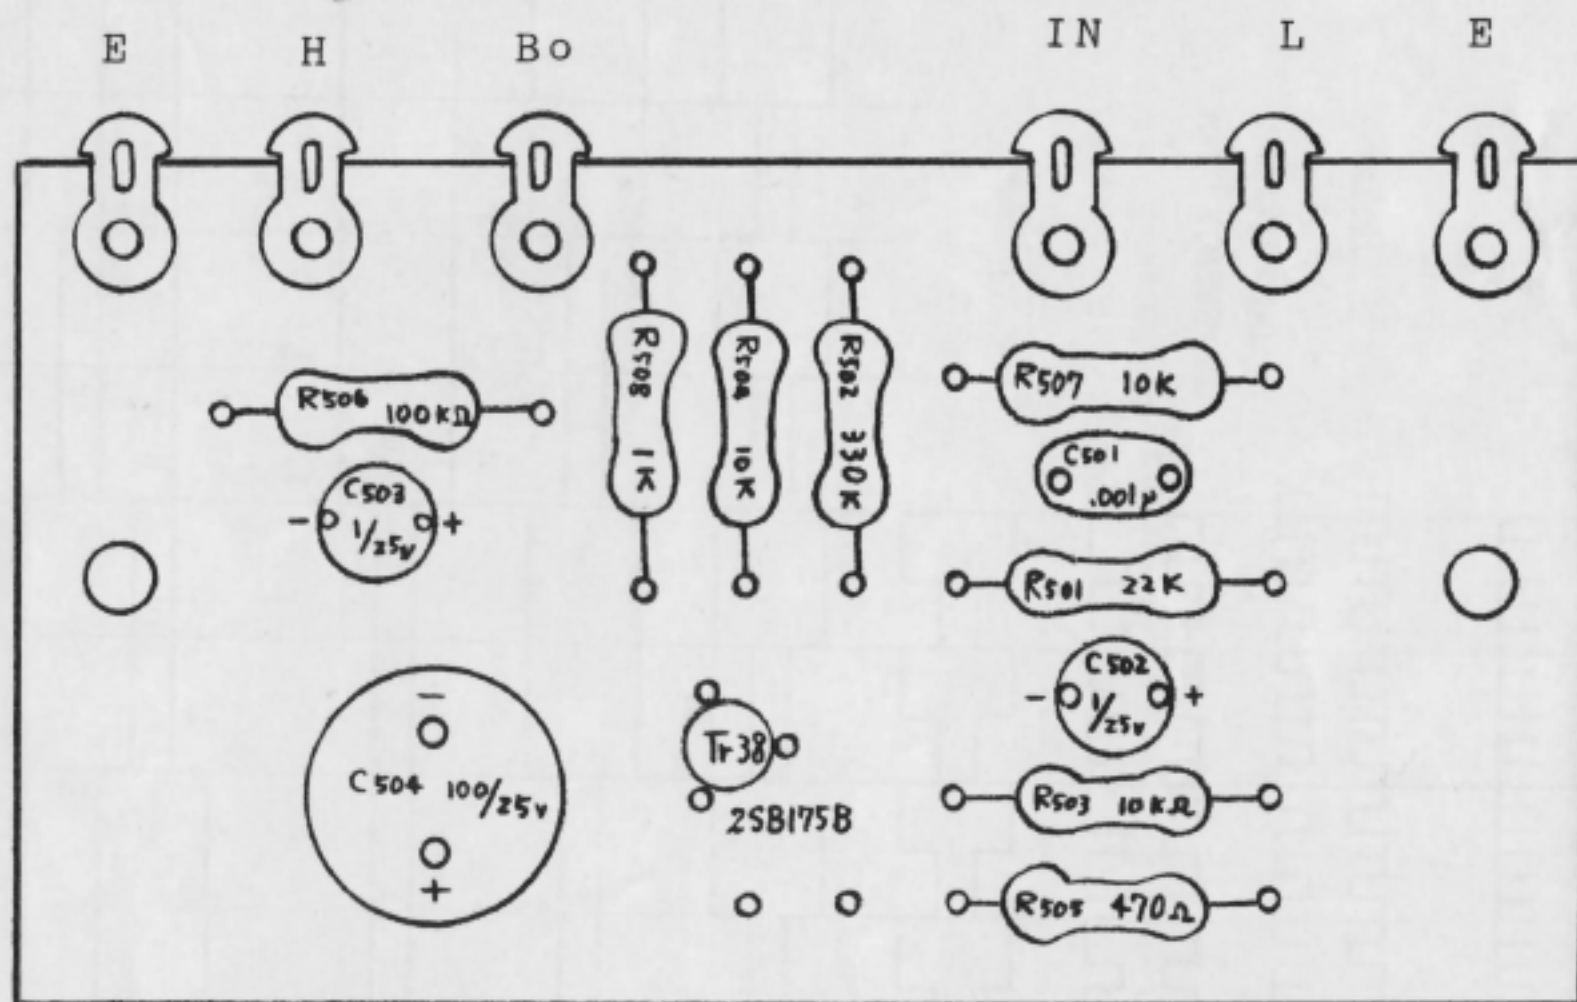 E H Bo IN L E
R508 1K
R504 10K
R502 330K
R507 10K
R506 100KΩ
C501 .001μ
C503
- 1/25v +
R501 22K
C502
- 1/25v +
-
C504 100/25v
+
Tr38
2SB175B
R503 10KΩ
R505 470Ω